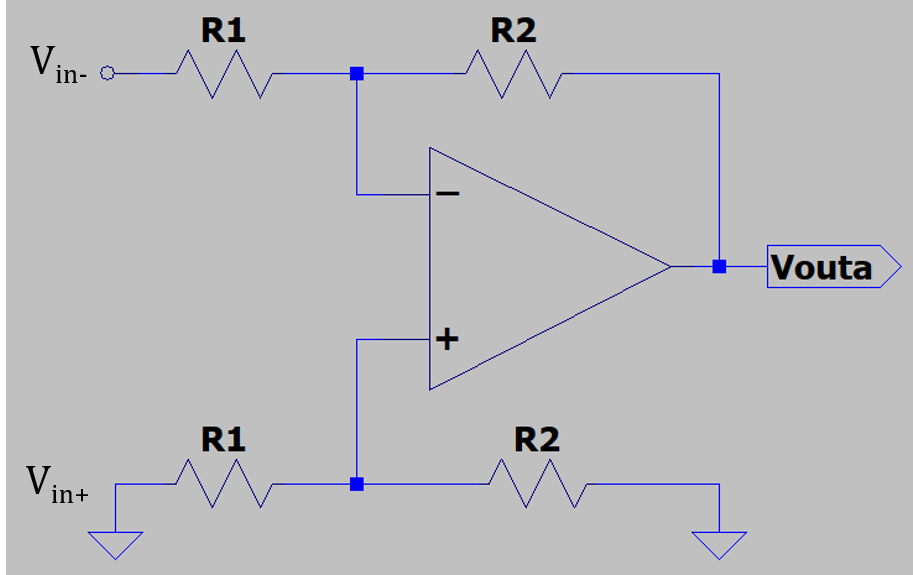 R1
R2
Vin-
−
Vouta
+
R1
R2
Vin+